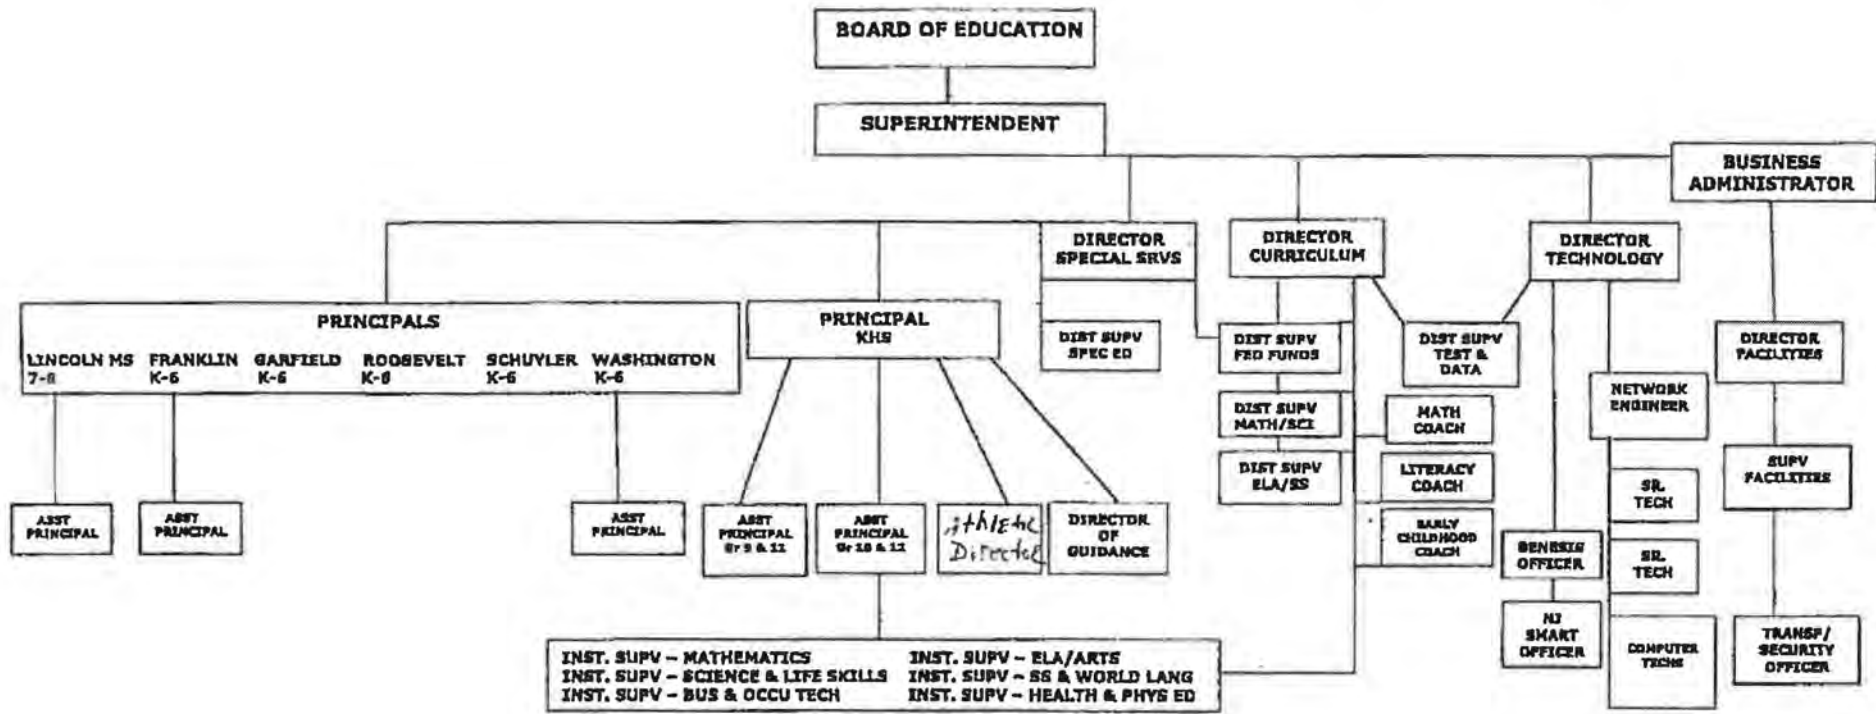 BOARD OF EDUCATION
SUPERINTENDENT
BUSINESS
ADMINISTRATOR
DIRECTOR
SPECIAL SRVS
DIRECTOR
CURRICULUM
DIRECTOR
TECHNOLOGY
PRINCIPALS
LINCOLN MS FRANKLIN GARFIELD ROOSEVELT SCHUYLER WASHINGTON
7-8 K-6 K-6 K-6 K-6 K-6
PRINCIPAL
KHS
DIST SUPV
SPEC ED
DIST SUPV
FED FUNDS
DIST SUPV
TEST &
DATA
DIRECTOR
FACILITIES
DIST SUPV
MATH/SCI
MATH
COACH
NETWORK
ENGINEER
DIST SUPV
ELA/SS
LITERACY
COACH
SR.
TECH
SUPV
FACILITIES
ASST
PRINCIPAL
ASST
PRINCIPAL
ASST
PRINCIPAL
ASST
PRINCIPAL
Gr 9 & 11
ASST
PRINCIPAL
Gr 10 & 12
Athletic
Director
DIRECTOR
OF
GUIDANCE
EARLY
CHILDHOOD
COACH
GENESIS
OFFICER
SR.
TECH
NJ
SMART
OFFICER
COMPUTER
TECHS
TRANSP/
SECURITY
OFFICER
INST. SUPV – MATHEMATICS INST. SUPV – ELA/ARTS
INST. SUPV – SCIENCE & LIFE SKILLS INST. SUPV – SS & WORLD LANG
INST. SUPV – BUS & OCCU TECH INST. SUPV – HEALTH & PHYS ED